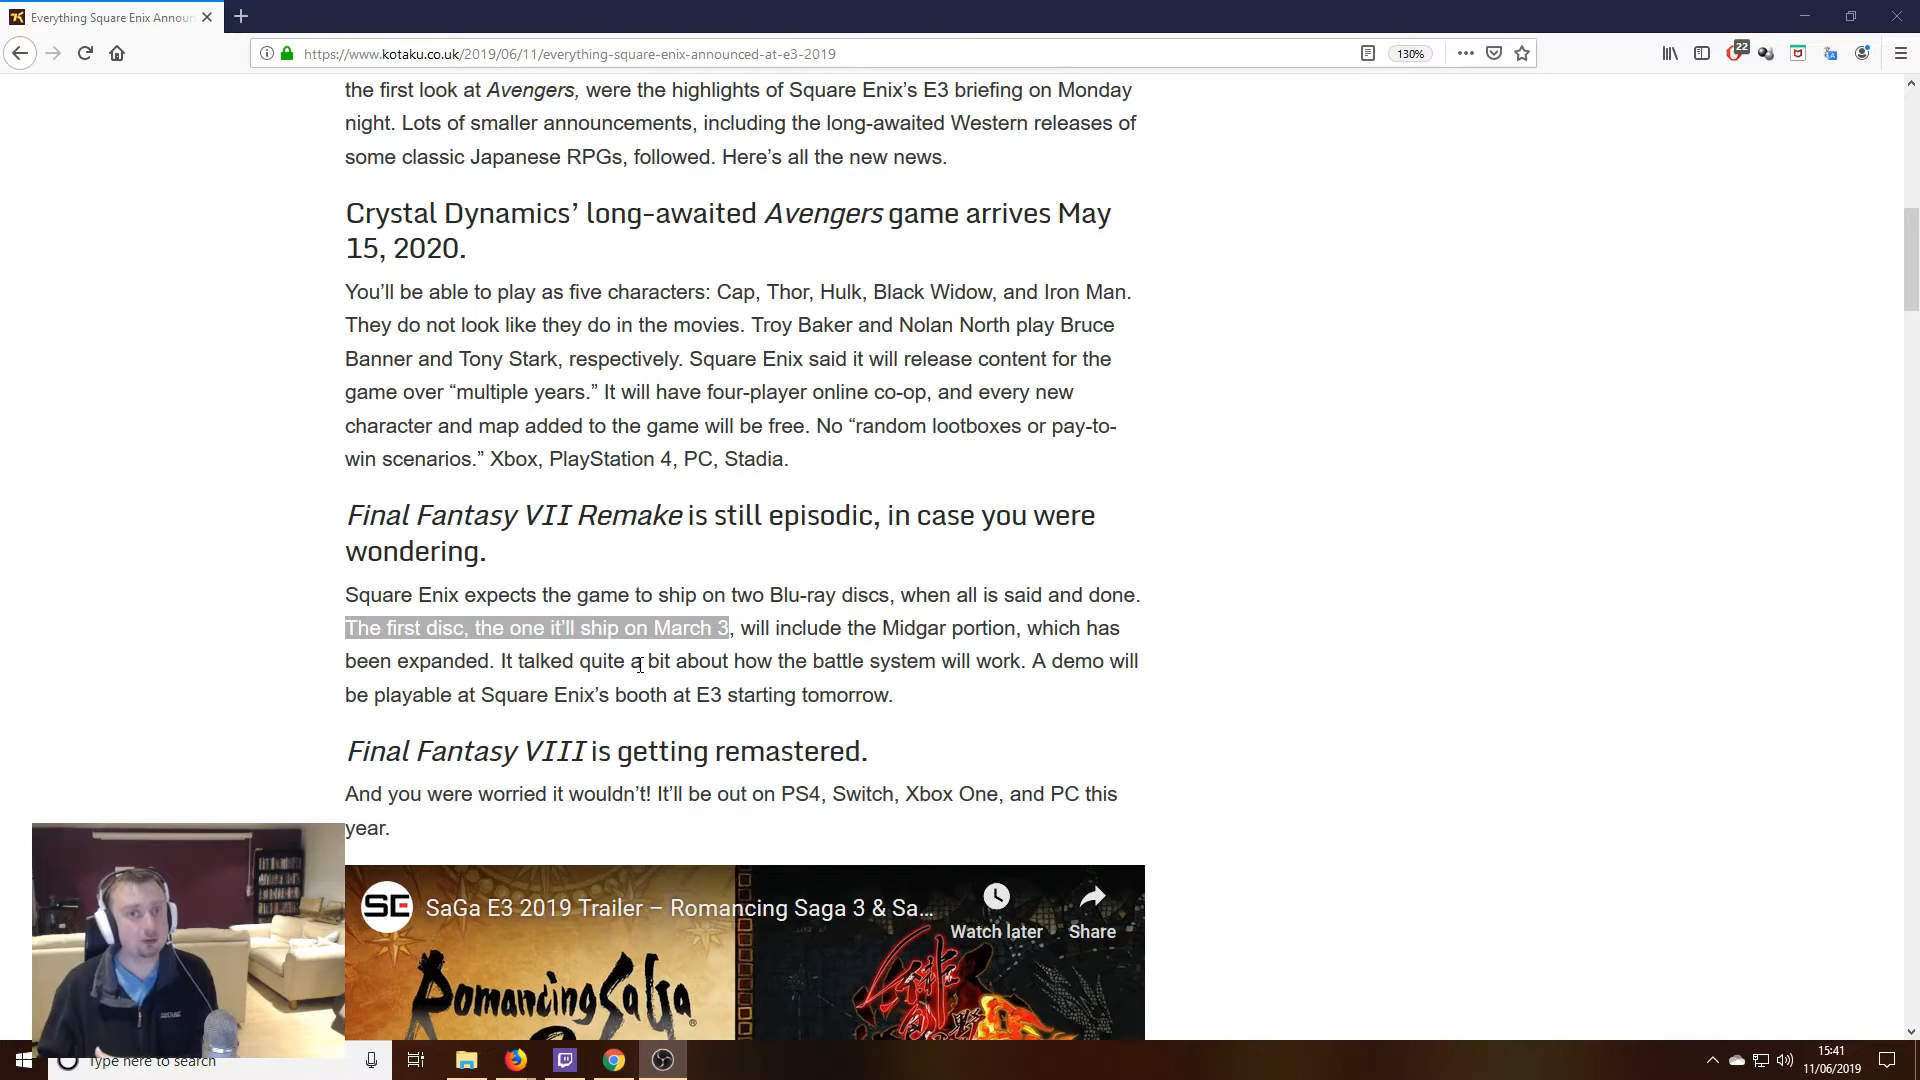 Everything Square Enix Announ
https://www.kotaku.co.uk/2019/06/11/everything-square-enix-announced-at-e3-2019
130%
22
the first look at Avengers, were the highlights of Square Enix’s E3 briefing on Monday
night. Lots of smaller announcements, including the long-awaited Western releases of
some classic Japanese RPGs, followed. Here’s all the new news.
Crystal Dynamics’ long-awaited Avengers game arrives May
15, 2020.
You’ll be able to play as five characters: Cap, Thor, Hulk, Black Widow, and Iron Man.
They do not look like they do in the movies. Troy Baker and Nolan North play Bruce
Banner and Tony Stark, respectively. Square Enix said it will release content for the
game over “multiple years.” It will have four-player online co-op, and every new
character and map added to the game will be free. No “random lootboxes or pay-to-
win scenarios.” Xbox, PlayStation 4, PC, Stadia.
Final Fantasy VII Remake is still episodic, in case you were
wondering.
Square Enix expects the game to ship on two Blu-ray discs, when all is said and done.
The first disc, the one it’ll ship on March 3, will include the Midgar portion, which has
been expanded. It talked quite a bit about how the battle system will work. A demo will
be playable at Square Enix’s booth at E3 starting tomorrow.
Final Fantasy VIII is getting remastered.
And you were worried it wouldn’t! It’ll be out on PS4, Switch, Xbox One, and PC this
year.
SE
SaGa E3 2019 Trailer – Romancing Saga 3 & Sa...
Watch later
Share
Romancing SaGa
Type here to search
15:41
11/06/2019